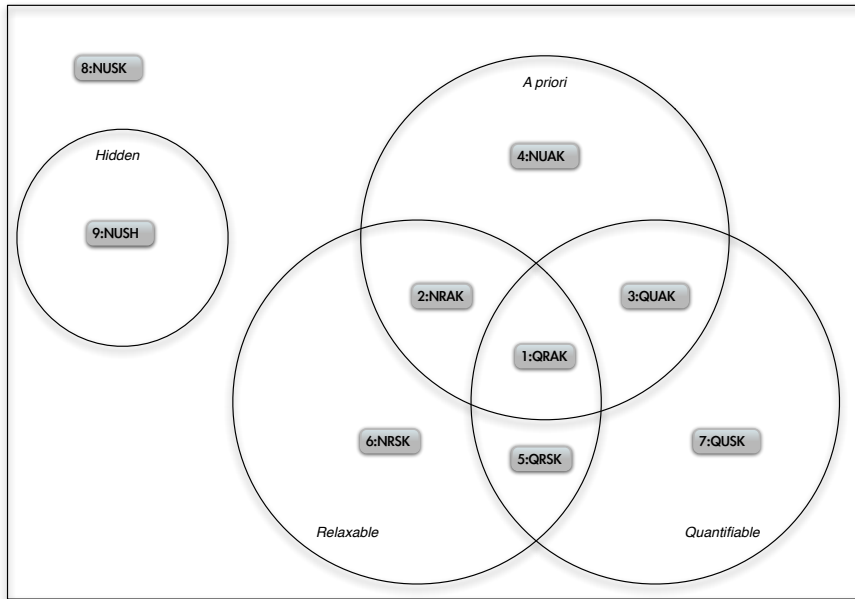 8:NUSK
A priori
Hidden
4:NUAK
9:NUSH
2:NRAK
3:QUAK
1:QRAK
6:NRSK
7:QUSK
5:QRSK
Relaxable
Quantifiable